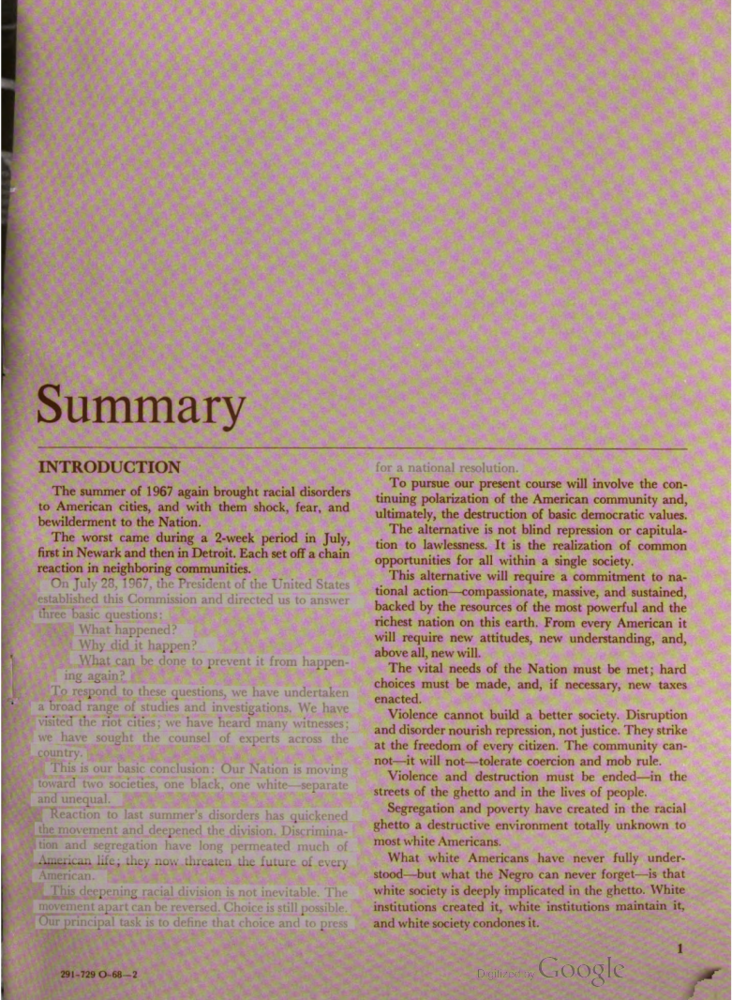 Summary
INTRODUCTION
The summer of 1967 again brought racial disorders
to American cities, and with them shock, fear, and
bewilderment to the Nation.
The worst came during a 2-week period in July,
first in Newark and then in Detroit. Each set off a chain
reaction in neighboring communities.
On July 28, 1967, the President of the United States
established this Commission and directed us to answer
three basic questions:
What happened?
Why did it happen?
What can be done to prevent it from happen-
ing again?
To respond to these questions, we have undertaken
a broad range of studies and investigations. We have
visited the riot cities; we have heard many witnesses;
we have sought the counsel of experts across the
country.
This is our basic conclusion: Our Nation is moving
toward two societies, one black, one white—separate
and unequal.
Reaction to last summer's disorders has quickened
the movement and deepened the division. Discrimina-
tion and segregation have long permeated much of
American life; they now threaten the future of every
American.
This deepening racial division is not inevitable. The
movement apart can be reversed. Choice is still possible.
Our principal task is to define that choice and to press
for a national resolution.
To pursue our present course will involve the con-
tinuing polarization of the American community and,
ultimately, the destruction of basic democratic values.
The alternative is not blind repression or capitula-
tion to lawlessness. It is the realization of common
opportunities for all within a single society.
This alternative will require a commitment to na-
tional action—compassionate, massive, and sustained,
backed by the resources of the most powerful and the
richest nation on this earth. From every American it
will require new attitudes, new understanding, and,
above all, new will.
The vital needs of the Nation must be met; hard
choices must be made, and, if necessary, new taxes
enacted.
Violence cannot build a better society. Disruption
and disorder nourish repression, not justice. They strike
at the freedom of every citizen. The community can-
not—it will not—tolerate coercion and mob rule.
Violence and destruction must be ended—in the
streets of the ghetto and in the lives of people.
Segregation and poverty have created in the racial
ghetto a destructive environment totally unknown to
most white Americans.
What white Americans have never fully under-
stood—but what the Negro can never forget—is that
white society is deeply implicated in the ghetto. White
institutions created it, white institutions maintain it,
and white society condones it.
1
291-729 O-68—2
Digitized by Google